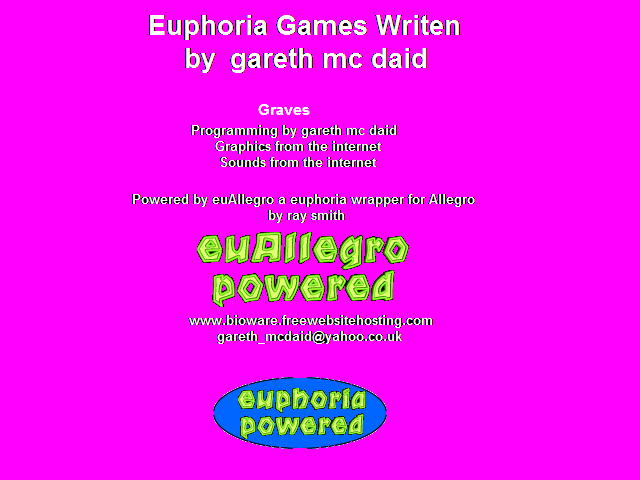 Euphoria Games Writen
by gareth mc daid
Graves
Programming by gareth mc daid
Graphics from the internet
Sounds from the internet
Powered by euAllegro a euphoria wrapper for Allegro
by ray smith
euAllegro
powered
www.bioware.freewebsitehosting.com
gareth_mcdaid@yahoo.co.uk
euphoria
powered